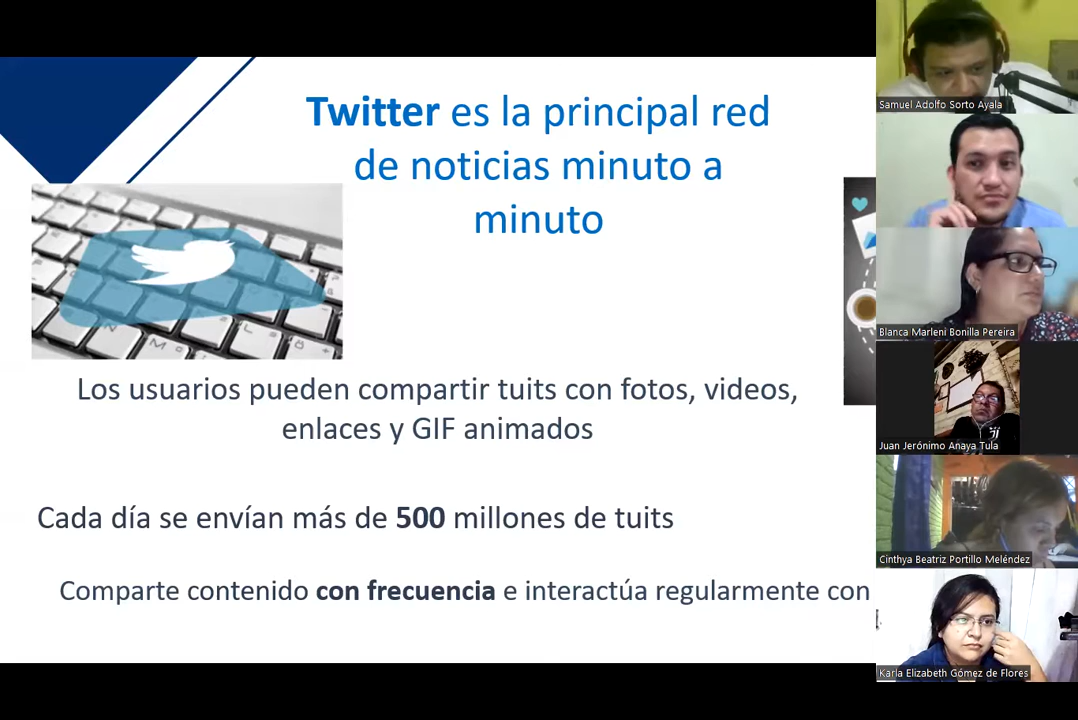 Twitter es la principal red
de noticias minuto a
minuto
Los usuarios pueden compartir tuits con fotos, videos,
enlaces y GIF animados
Cada día se envían más de 500 millones de tuits
Comparte contenido con frecuencia e interactúa regularmente con
Samuel Adolfo Sorto Ayala
Blanca Marleni Bonilla Pereira
Juan Jerónimo Anaya Tula
Cinthya Beatriz Portillo Meléndez
Karla Elizabeth Gómez de Flores